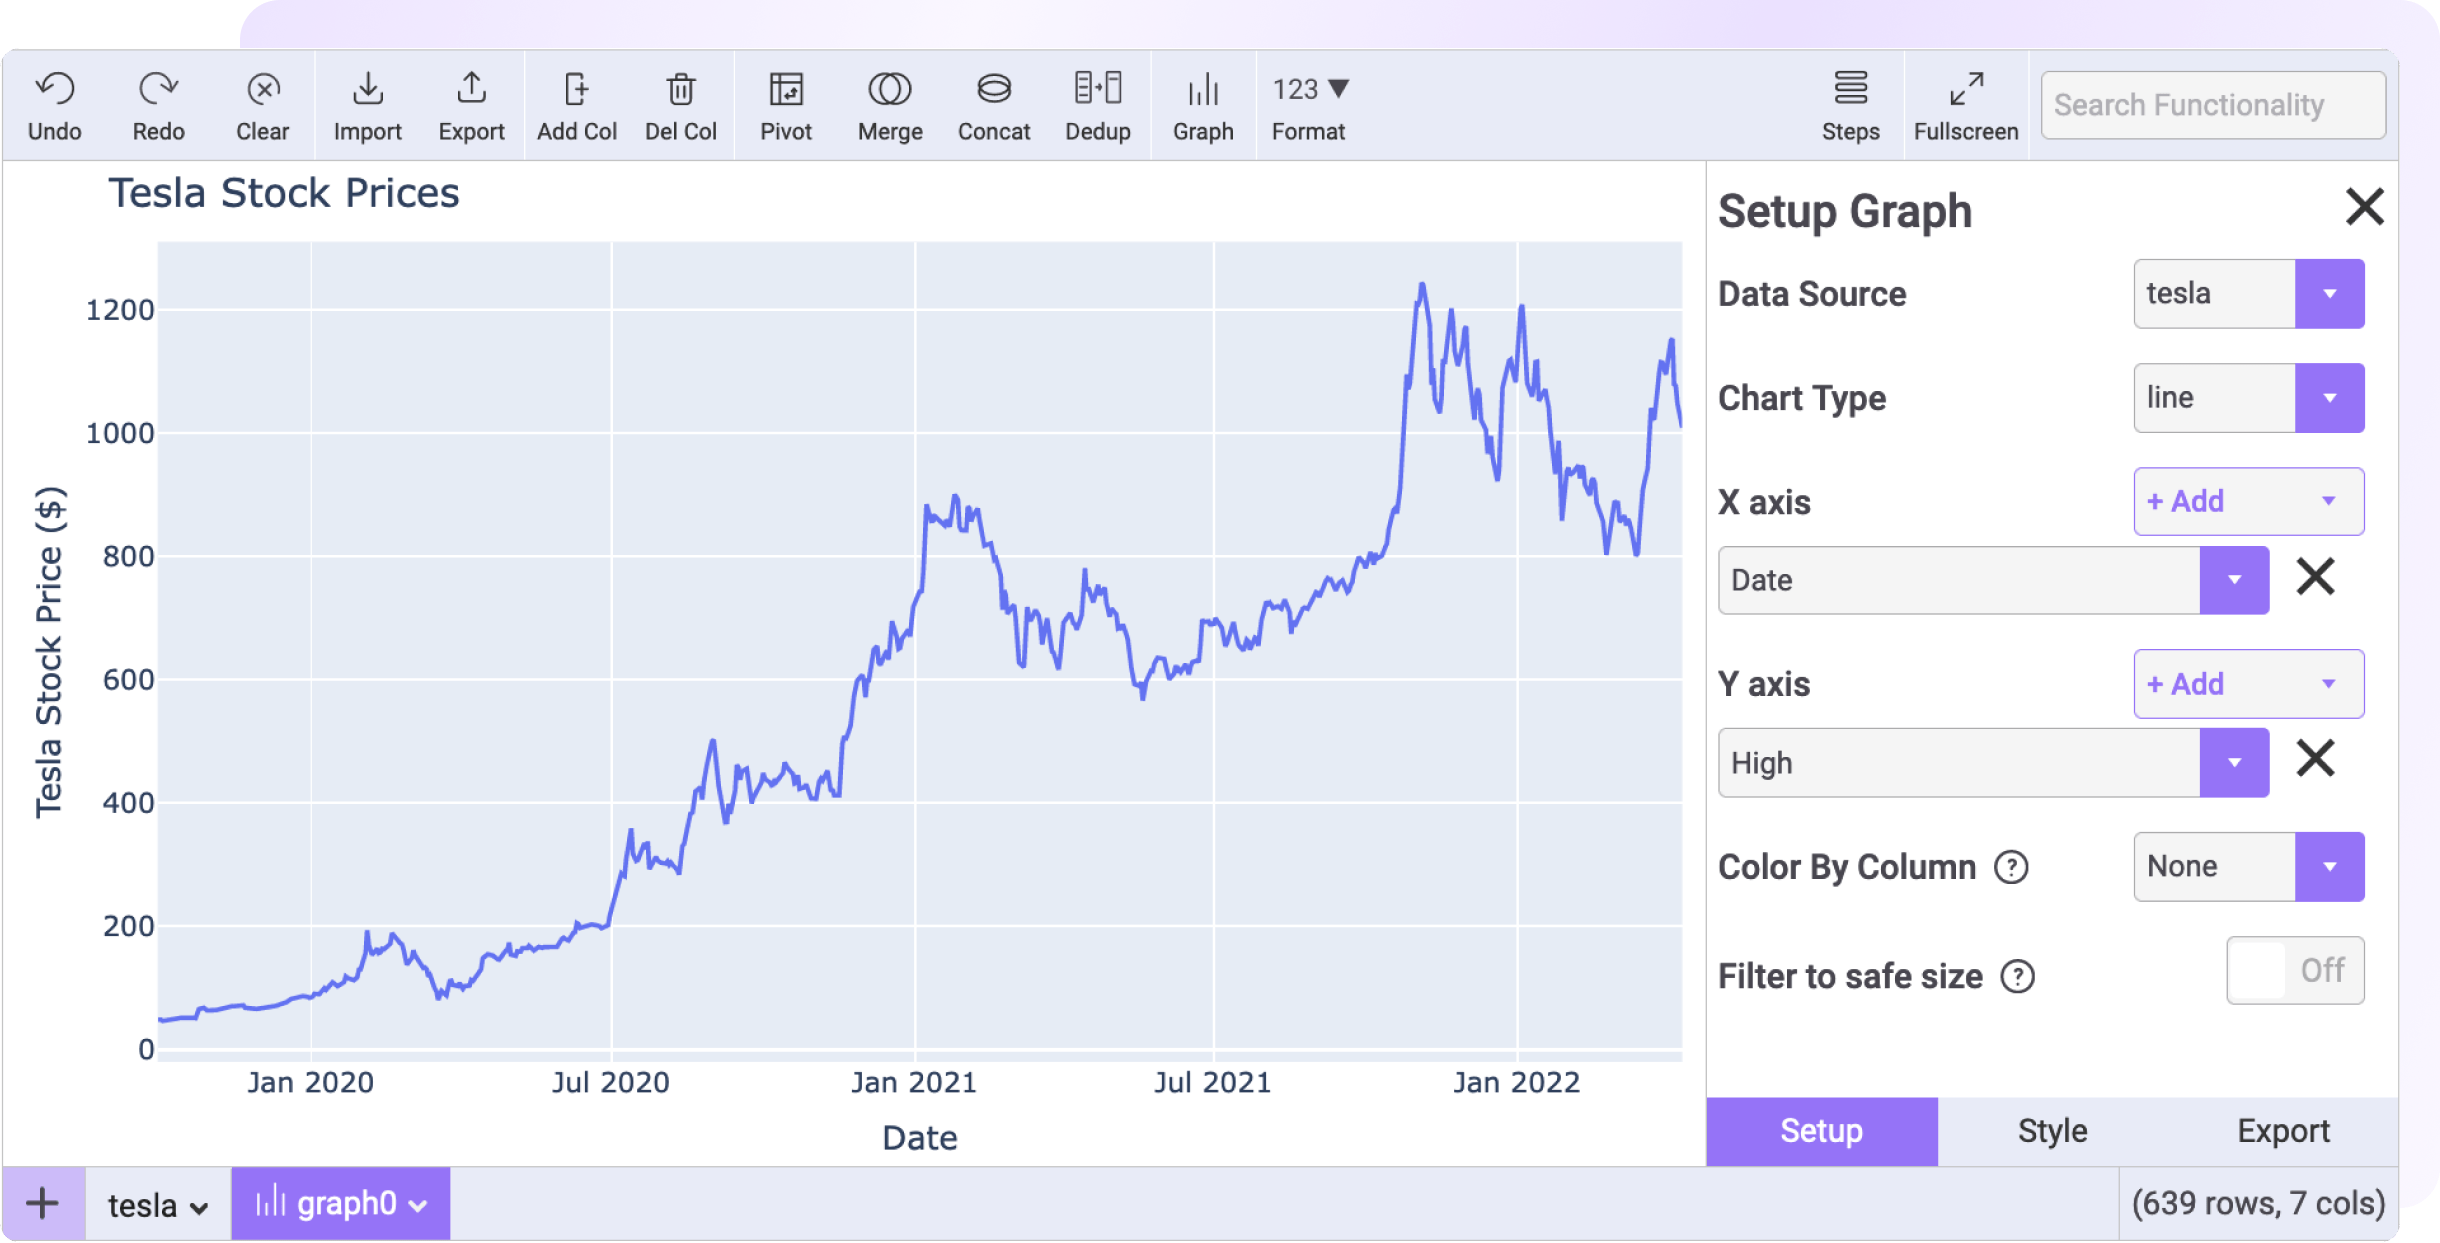 Undo Redo Clear Import Export Add Col Del Col Pivot Merge Concat Dedup Graph 123 Format Steps Fullscreen Search Functionality
Tesla Stock Prices
Tesla Stock Price ($)
1200
1000
800
600
400
200
0
Jan 2020 Jul 2020 Jan 2021 Jul 2021 Jan 2022
Date
Setup Graph
Data Source tesla
Chart Type line
X axis + Add
Date
Y axis + Add
High
Color By Column ? None
Filter to safe size ? Off
Setup Style Export
+ tesla graph0 (639 rows, 7 cols)